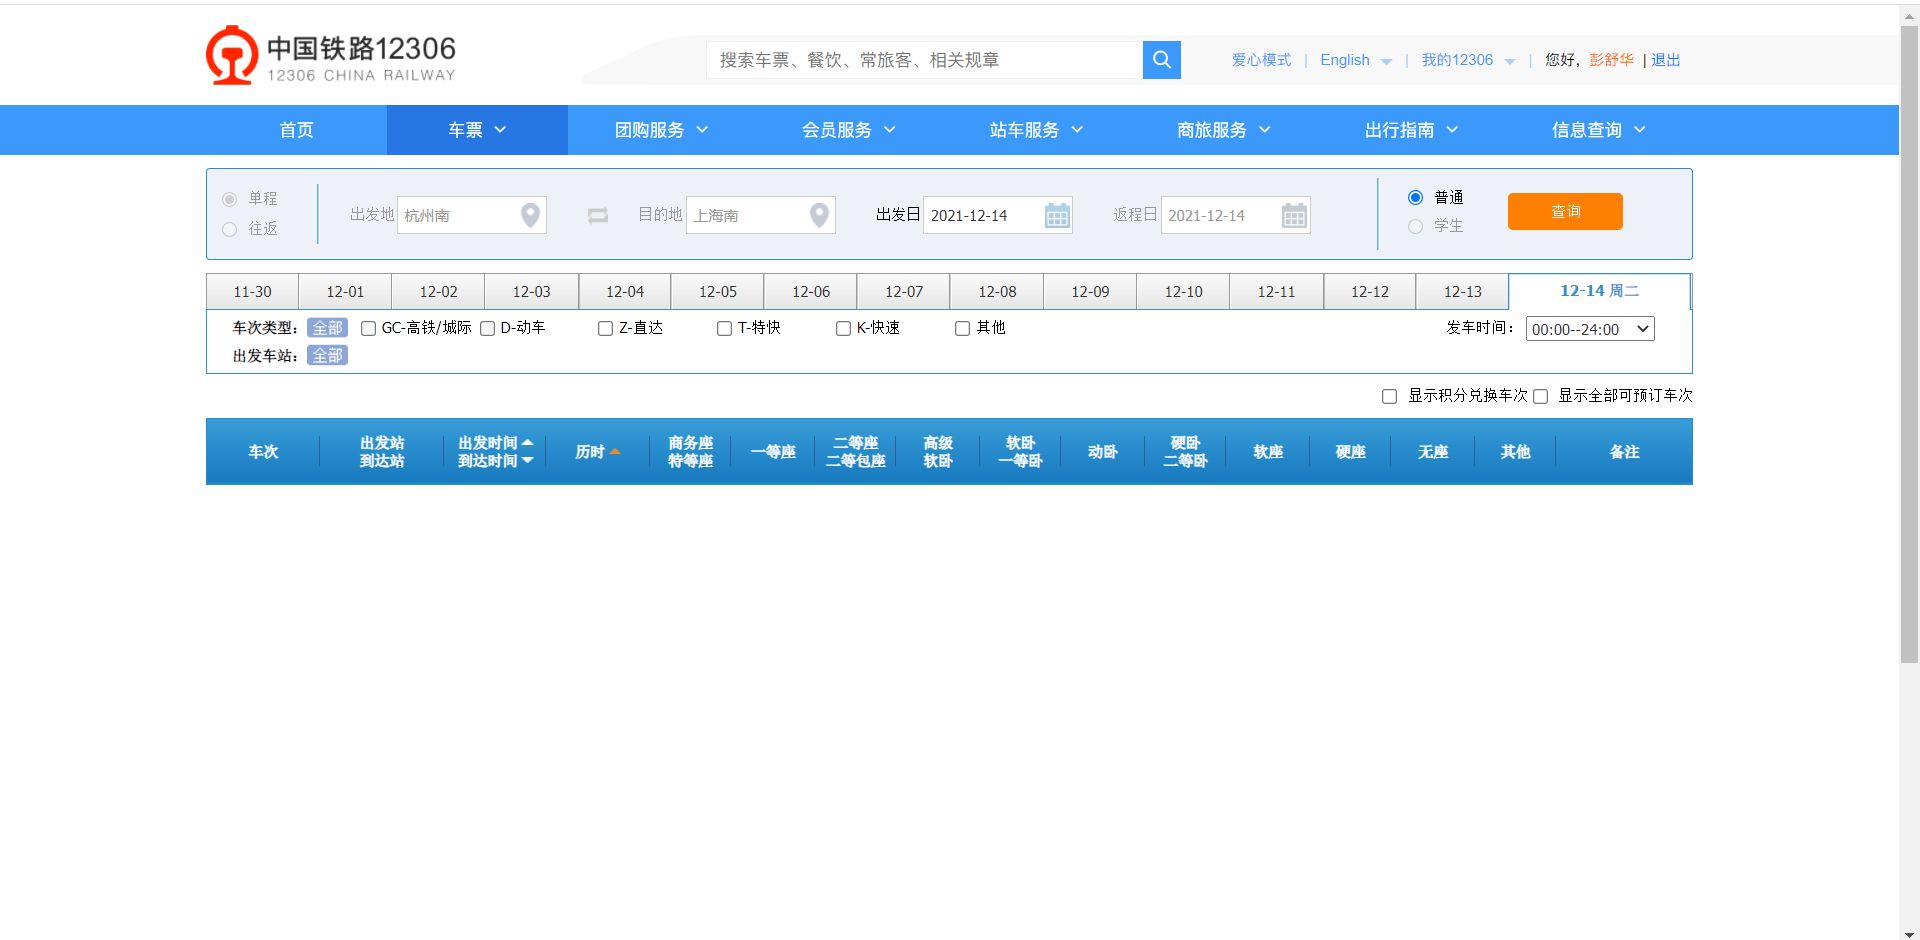 中国铁路12306
12306 CHINA RAILWAY
搜索车票、餐饮、常旅客、相关规章
爱心模式 | English | 我的12306 | 您好，彭舒华 | 退出
首页 车票 团购服务 会员服务 站车服务 商旅服务 出行指南 信息查询
单程
往返
出发地 杭州南 目的地 上海南 出发日 2021-12-14 返程日 2021-12-14
普通
学生
查询
11-30 12-01 12-02 12-03 12-04 12-05 12-06 12-07 12-08 12-09 12-10 12-11 12-12 12-13 12-14 周二
车次类型： 全部 GC-高铁/城际 D-动车 Z-直达 T-特快 K-快速 其他 发车时间： 00:00--24:00
出发车站： 全部
显示积分兑换车次 显示全部可预订车次
车次
出发站
到达站
出发时间
到达时间
历时
商务座
特等座
一等座
二等座
二等包座
高级
软卧
软卧
一等卧
动卧
硬卧
二等卧
软座
硬座
无座
其他
备注